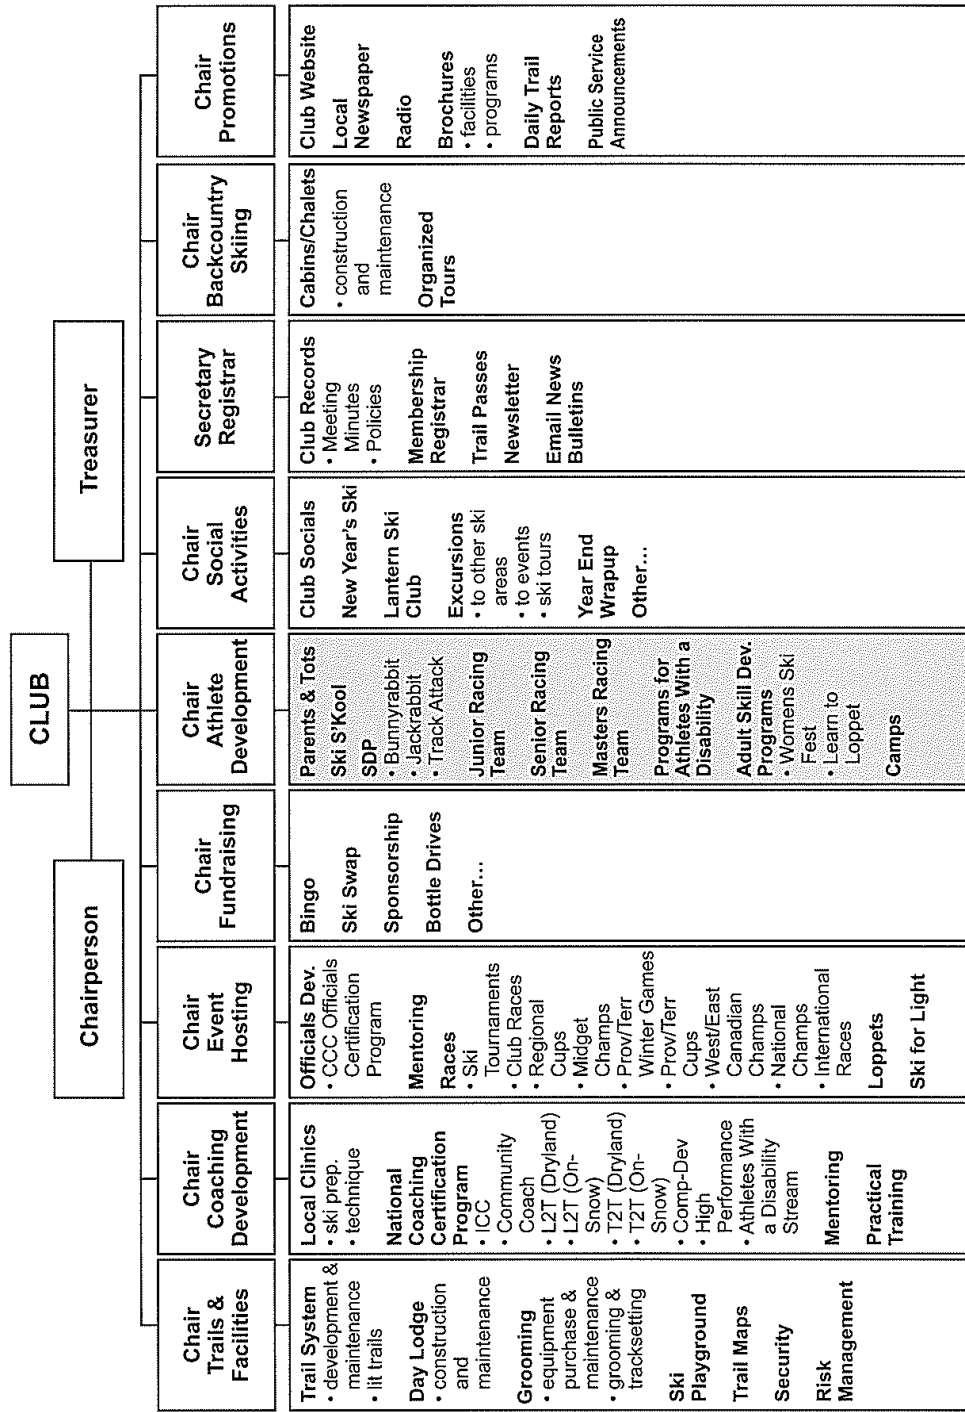 CLUB
Chairperson
Treasurer
Chair
Trails &
Facilities
Trail System
• development &
maintenance
• lit trails
Day Lodge
• construction
and
maintenance
Grooming
• equipment
purchase &
maintenance
• grooming &
tracksetting
Ski
Playground
Trail Maps
Security
Risk
Management
Chair
Coaching
Development
Local Clinics
• ski prep.
• technique
National
Coaching
Certification
Program
• ICC
• Community
Coach
• L2T (Dryland)
• L2T (On-
Snow)
• T2T (Dryland)
• T2T (On-
Snow)
• Comp-Dev
• High
Performance
• Athletes With
a Disability
Stream
Mentoring
Practical
Training
Chair
Event
Hosting
Officials Dev.
• CCC Officials
Certification
Program
Mentoring
Races
• Ski
Tournaments
• Club Races
• Regional
Cups
• Midget
Champs
• Prov/Terr
Winter Games
• Prov/Terr
Cups
• West/East
Canadian
Champs
• National
Champs
• International
Races
Loppets
Ski for Light
Chair
Fundraising
Bingo
Ski Swap
Sponsorship
Bottle Drives
Other...
Chair
Athlete
Development
Parents & Tots
Ski S'Kool
SDP
• Bunnyrabbit
• Jackrabbit
• Track Attack
Junior Racing
Team
Senior Racing
Team
Masters Racing
Team
Programs for
Athletes With a
Disability
Adult Skill Dev.
Programs
• Womens Ski
Fest
• Learn to
Loppet
Camps
Chair
Social
Activities
Club Socials
New Year's Ski
Lantern Ski
Club
Excursions
• to other ski
areas
• to events
• ski tours
Year End
Wrapup
Other...
Secretary
Registrar
Club Records
• Meeting
Minutes
• Policies
Membership
Registrar
Trail Passes
Newsletter
Email News
Bulletins
Chair
Backcountry
Skiing
Cabins/Chalets
• construction
and
maintenance
Organized
Tours
Chair
Promotions
Club Website
Local
Newspaper
Radio
Brochures
• facilities
• programs
Daily Trail
Reports
Public Service
Announcements